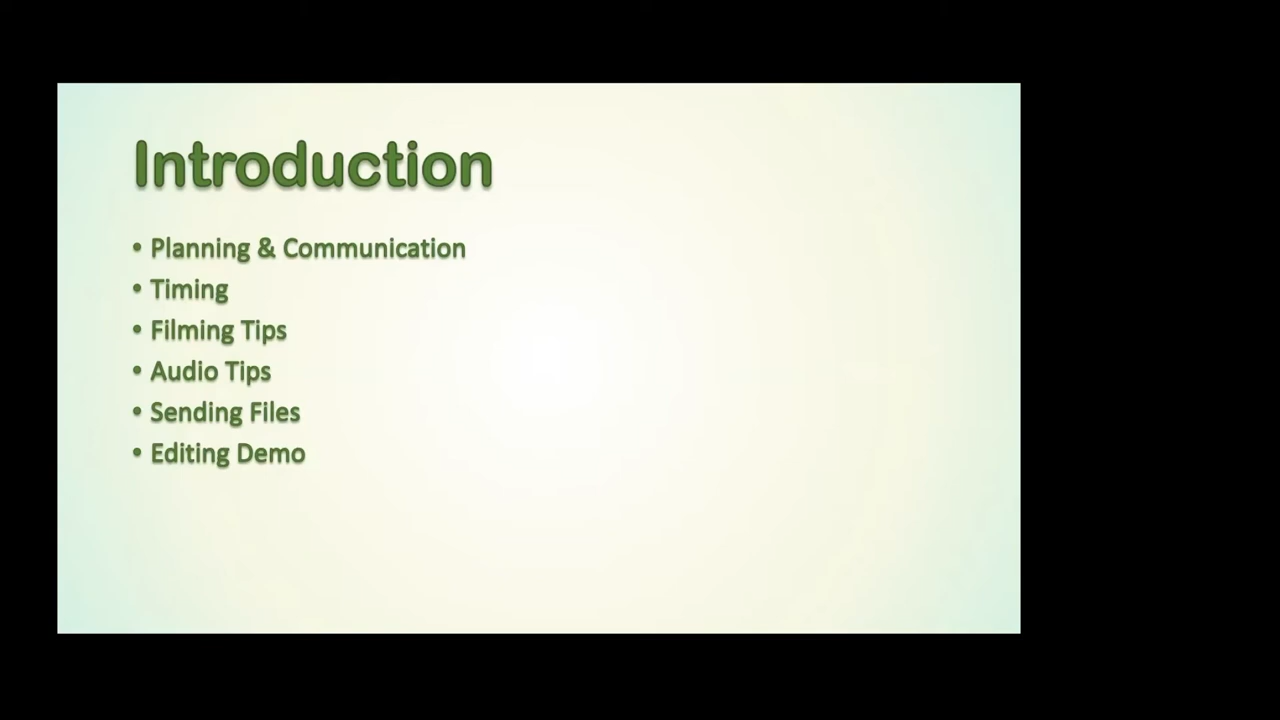 Introduction
• Planning & Communication
• Timing
• Filming Tips
• Audio Tips
• Sending Files
• Editing Demo